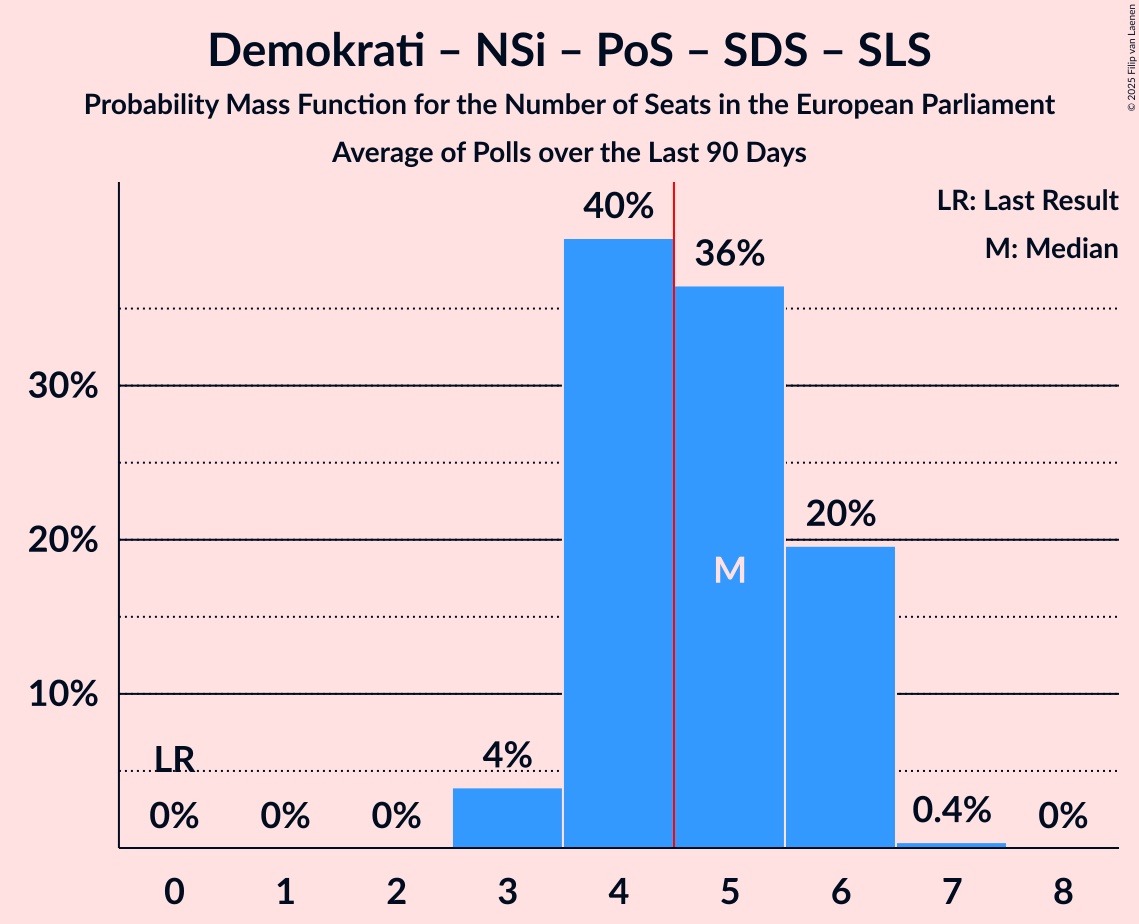 Demokrati – NSi – PoS – SDS – SLS
Probability Mass Function for the Number of Seats in the European Parliament
Average of Polls over the Last 90 Days
© 2025 Filip van Laenen
LR: Last Result
M: Median
40%
36%
30%
20%
20%
M
10%
LR
4%
0%
0%
0%
0.4%
0%
0 1 2 3 4 5 6 7 8